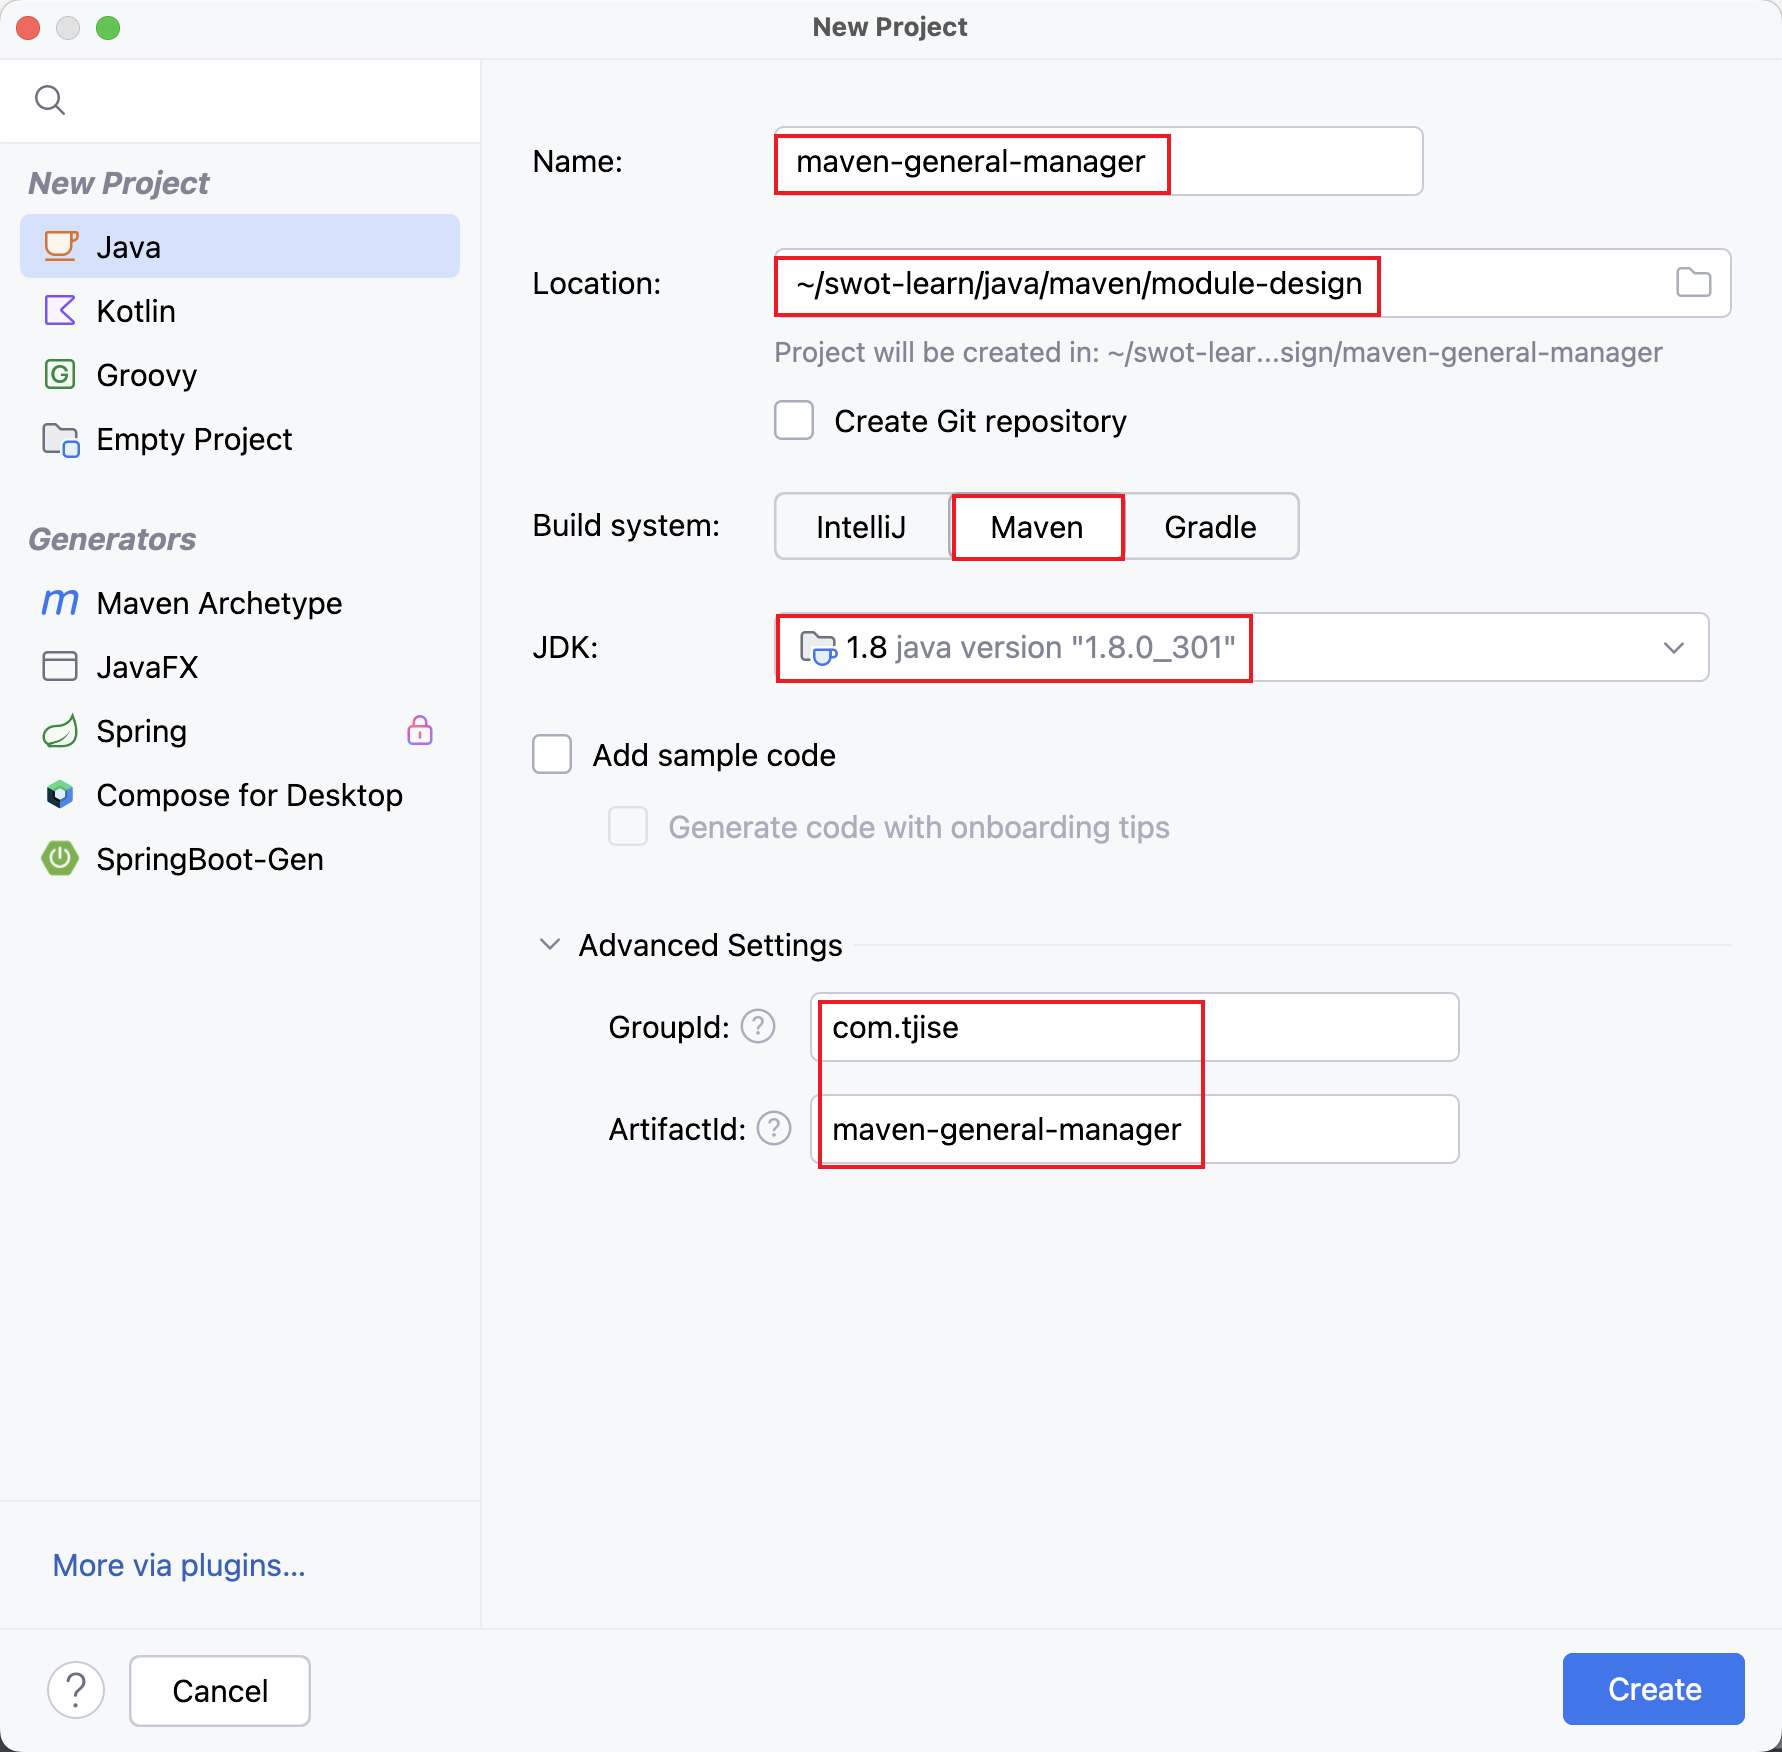 New Project
New Project
Java
Kotlin
Groovy
Empty Project
Generators
Maven Archetype
JavaFX
Spring
Compose for Desktop
SpringBoot-Gen
More via plugins...
Name: maven-general-manager
Location: ~/swot-learn/java/maven/module-design
Project will be created in: ~/swot-lear...sign/maven-general-manager
Create Git repository
Build system: IntelliJ Maven Gradle
JDK: 1.8 java version "1.8.0_301"
Add sample code
Generate code with onboarding tips
Advanced Settings
GroupId: ? com.tjise
ArtifactId: ? maven-general-manager
? Cancel Create